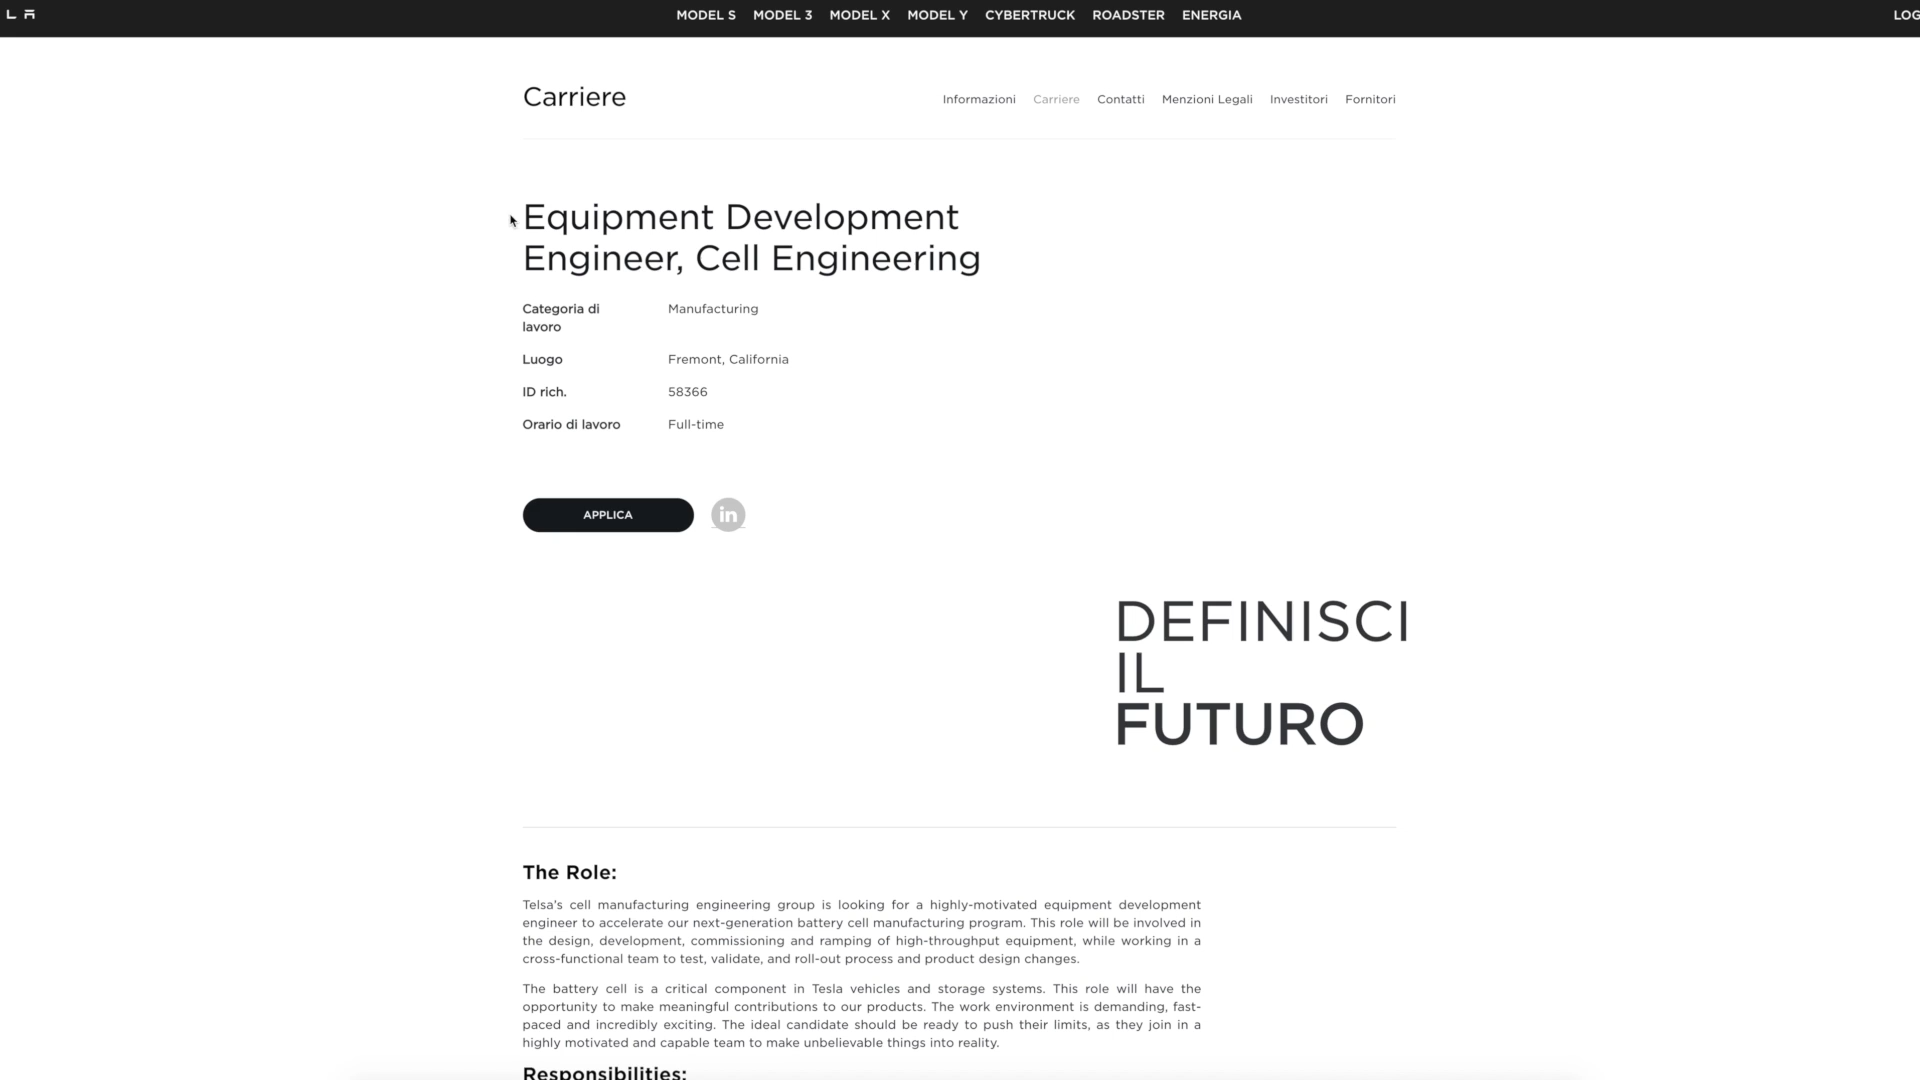 L A
MODEL S MODEL 3 MODEL X MODEL Y CYBERTRUCK ROADSTER ENERGIA
LOG
Carriere
Informazioni Carriere Contatti Menzioni Legali Investitori Fornitori
Equipment Development
Engineer, Cell Engineering
Categoria di
lavoro
Manufacturing
Luogo Fremont, California
ID rich. 58366
Orario di lavoro Full-time
APPLICA
in
DEFINISCI
IL
FUTURO
The Role:
Telsa's cell manufacturing engineering group is looking for a highly-motivated equipment development
engineer to accelerate our next-generation battery cell manufacturing program. This role will be involved in
the design, development, commissioning and ramping of high-throughput equipment, while working in a
cross-functional team to test, validate, and roll-out process and product design changes.
The battery cell is a critical component in Tesla vehicles and storage systems. This role will have the
opportunity to make meaningful contributions to our products. The work environment is demanding, fast-
paced and incredibly exciting. The ideal candidate should be ready to push their limits, as they join in a
highly motivated and capable team to make unbelievable things into reality.
Responsibilities: